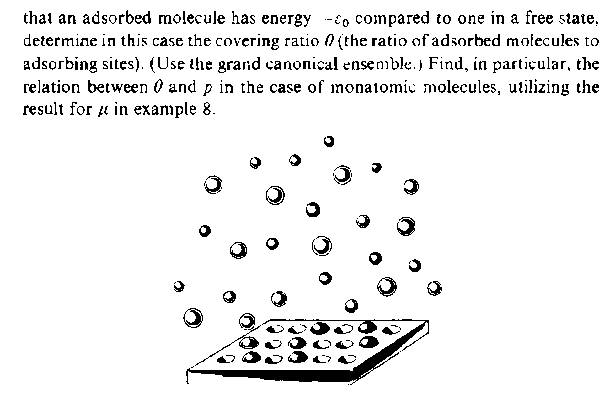 that an adsorbed molecule has energy −ε₀ compared to one in a free state,
determine in this case the covering ratio θ (the ratio of adsorbed molecules to
adsorbing sites). (Use the grand canonical ensemble.) Find, in particular, the
relation between θ and p in the case of monatomic molecules, utilizing the
result for μ in example 8.